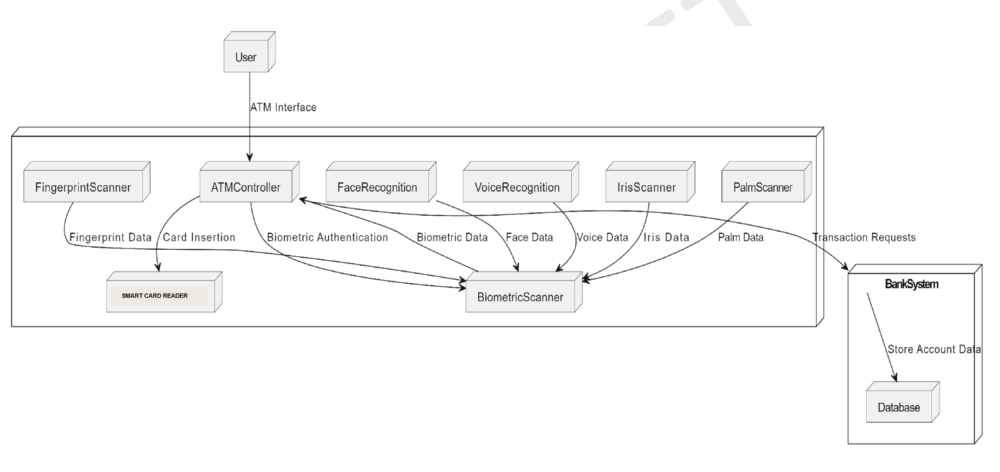 User
ATM Interface
FingerprintScanner
ATMController
FaceRecognition
VoiceRecognition
IrisScanner
PalmScanner
Fingerprint Data
Card Insertion
Biometric Authentication
Biometric Data
Face Data
Voice Data
Iris Data
Palm Data
Transaction Requests
SMART CARD READER
BiometricScanner
BankSystem
Store Account Data
Database